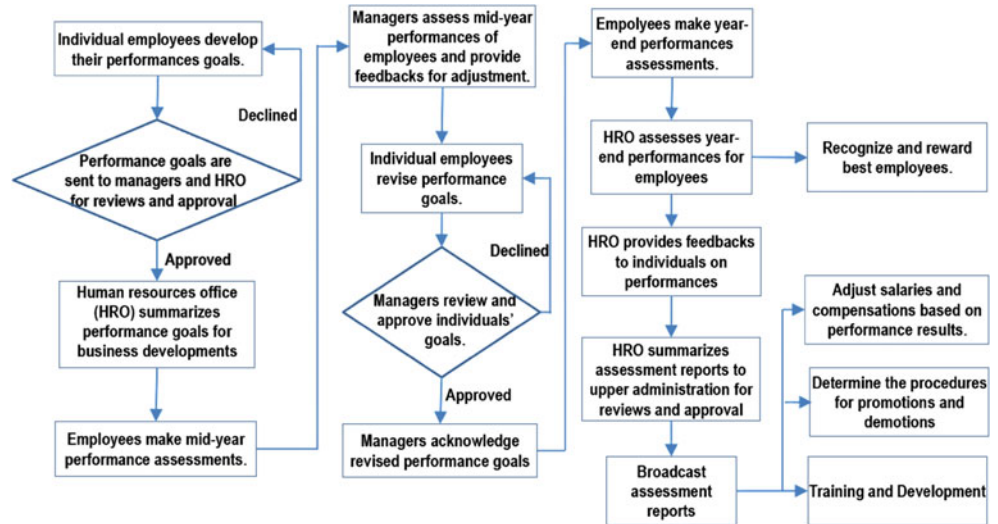 Individual employees develop
their performances goals.
Declined
Performance goals are
sent to managers and HRO
for reviews and approval
Approved
Human resources office
(HRO) summarizes
performance goals for
business developments
Employees make mid-year
performance assessments.
Managers assess mid-year
performances of
employees and provide
feedbacks for adjustment.
Individual employees
revise performance
goals.
Declined
Managers review and
approve individuals'
goals.
Approved
Managers acknowledge
revised performance goals
Empolyees make year-
end performances
assessments.
HRO assesses year-
end performances for
employees
Recognize and reward
best employees.
HRO provides feedbacks
to individuals on
performances
HRO summarizes
assessment reports to
upper administration for
reviews and approval
Broadcast
assessment
reports
Adjust salaries and
compensations based on
performance results.
Determine the procedures
for promotions and
demotions
Training and Development